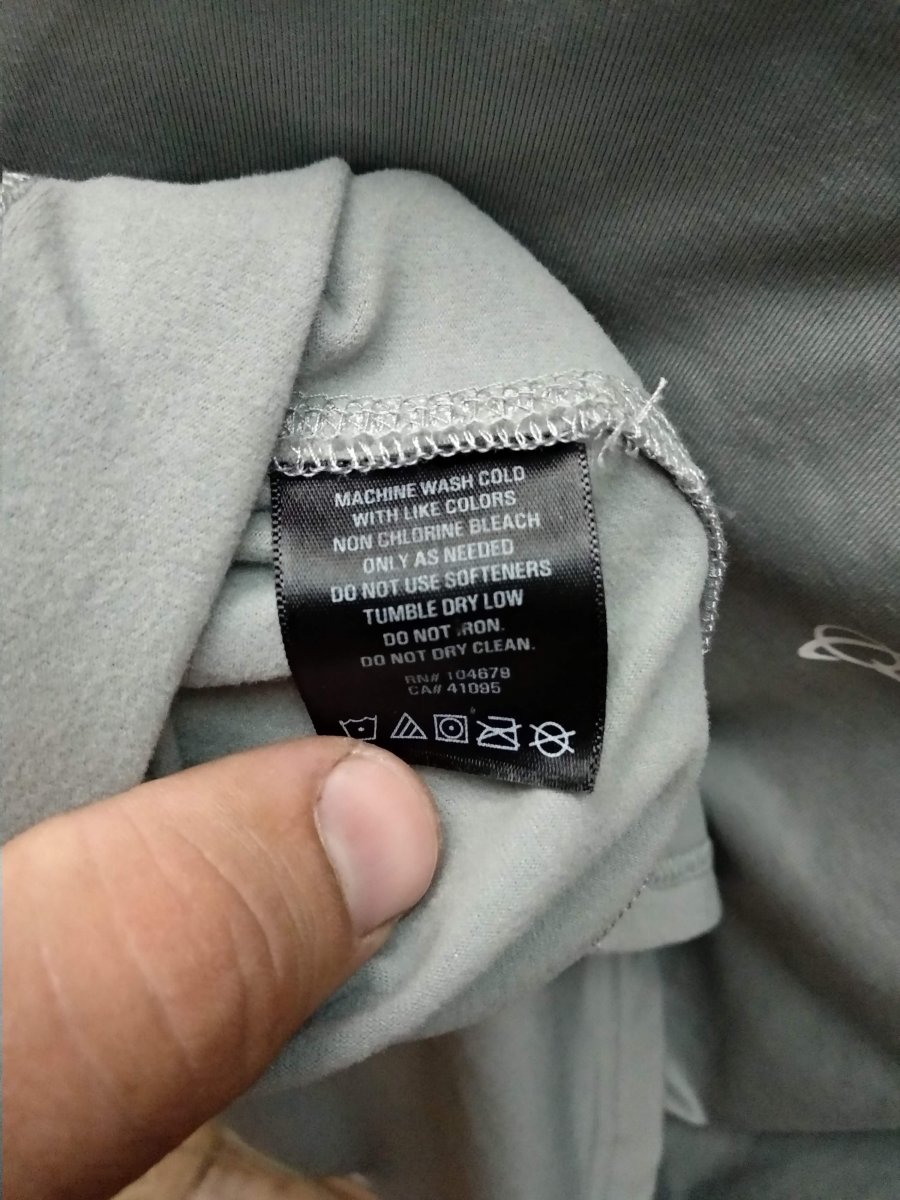 MACHINE WASH COLD
WITH LIKE COLORS
NON CHLORINE BLEACH
ONLY AS NEEDED
DO NOT USE SOFTENERS
TUMBLE DRY LOW
DO NOT IRON.
DO NOT DRY CLEAN.
RN# 104679
CA# 41095